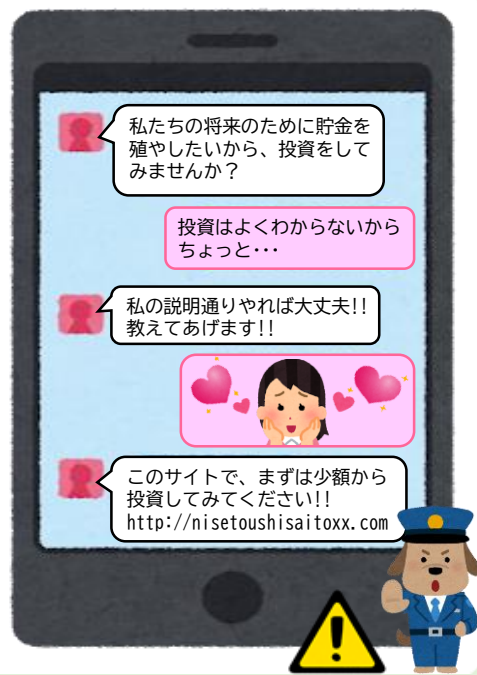 私たちの将来のために貯金を
殖やしたいから、投資をして
みませんか？
投資はよくわからないから
ちょっと･･･
私の説明通りやれば大丈夫!!
教えてあげます!!
このサイトで、まずは少額から
投資してみてください!!
http://nisetoushisaitoxx.com